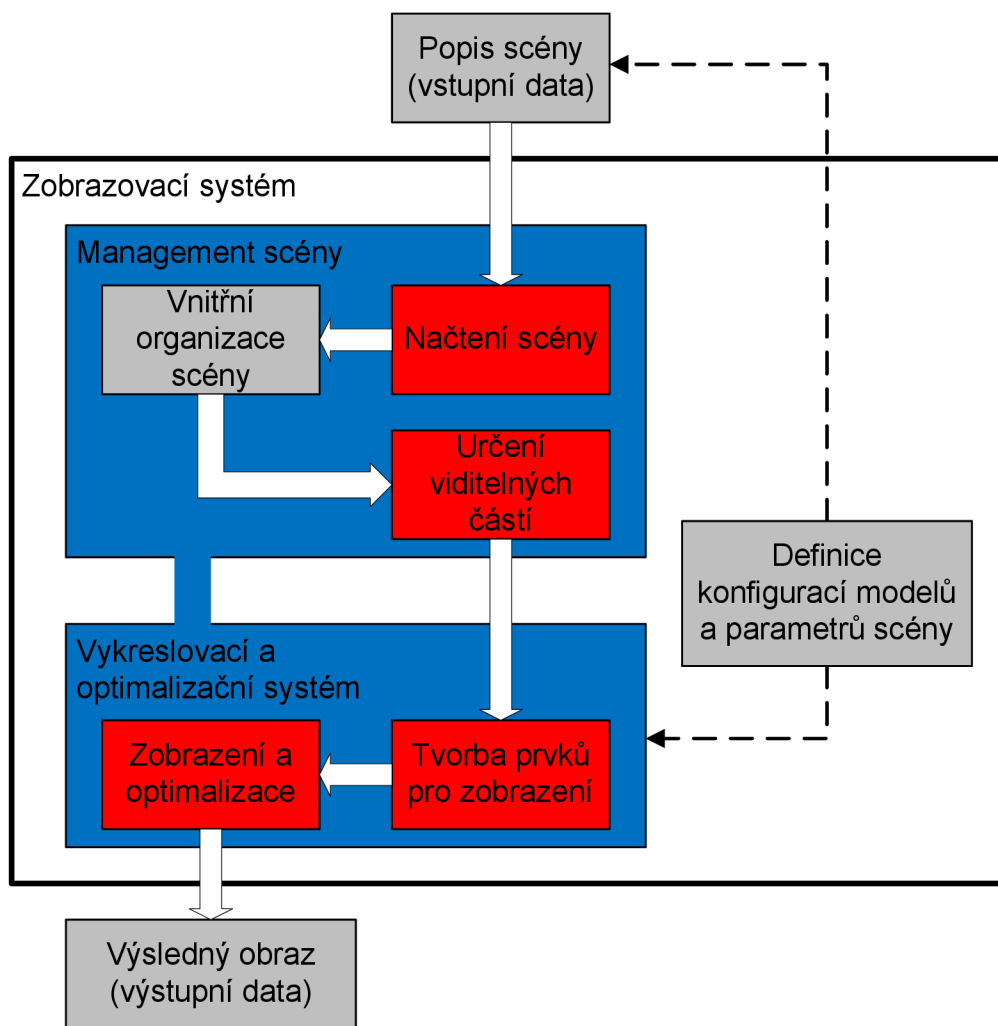 Popis scény
(vstupní data)
Zobrazovací systém
Management scény
Vnitřní
organizace
scény
Načtení scény
Určení
viditelných
částí
Definice
konfigurací modelů
a parametrů scény
Vykreslovací a
optimalizační systém
Zobrazení a
optimalizace
Tvorba prvků
pro zobrazení
Výsledný obraz
(výstupní data)